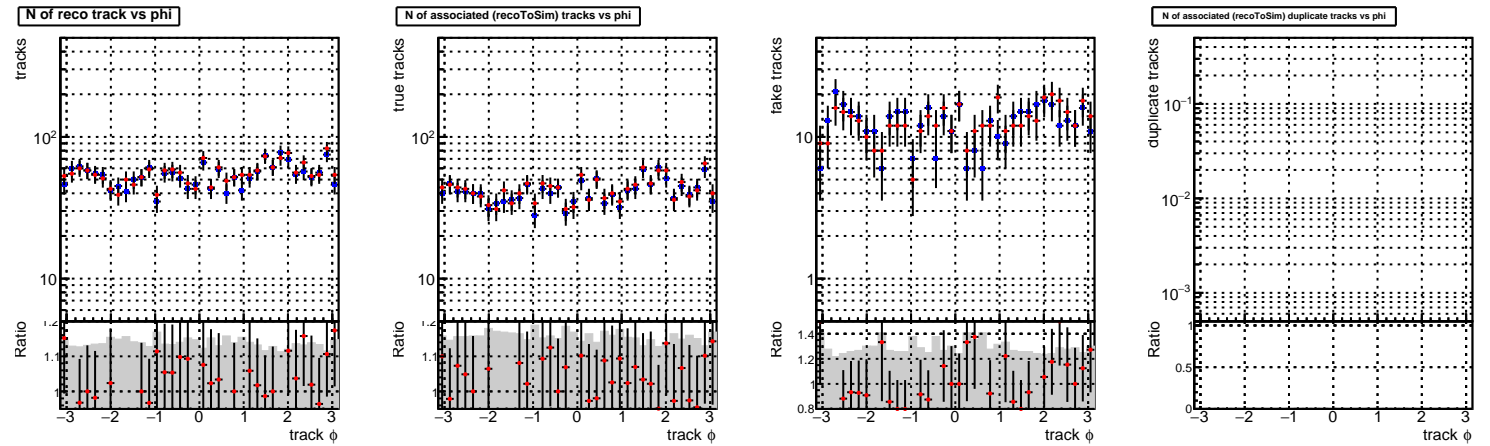 N of reco track vs phi
tracks
10²
10
Ratio
1.2
1.1
1
−3 −2 −1 0 1 2 3
track ϕ
N of associated (recoToSim) tracks vs phi
true tracks
10²
10
Ratio
1.2
1.1
1
−3 −2 −1 0 1 2 3
track ϕ
fake tracks
10
1
Ratio
1.4
1.2
1
0.8
−3 −2 −1 0 1 2 3
track ϕ
N of associated (recoToSim) duplicate tracks vs phi
duplicate tracks
10⁻¹
10⁻²
10⁻³
Ratio
1
0.5
0
−3 −2 −1 0 1 2 3
track ϕ